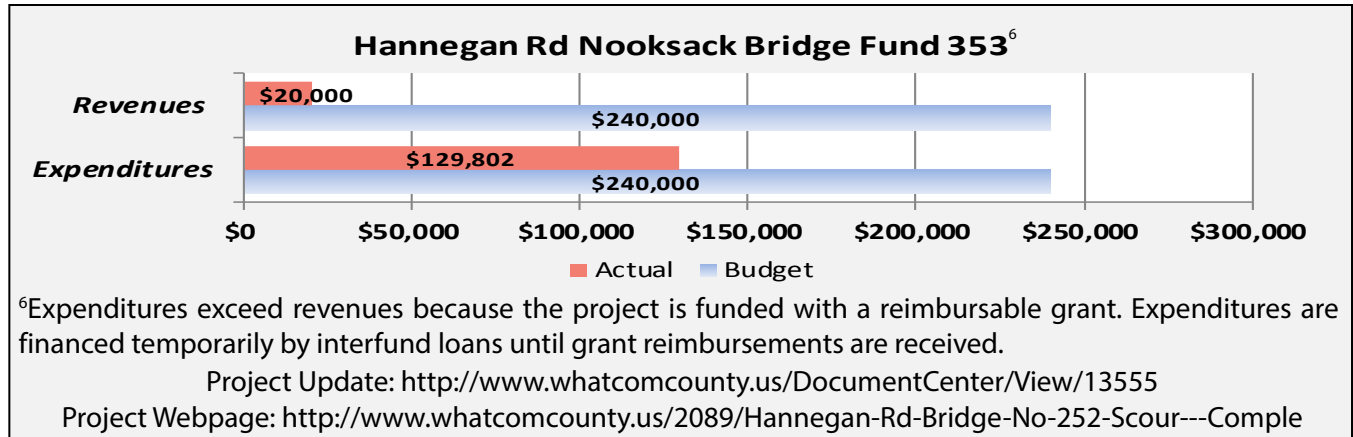 Hannegan Rd Nooksack Bridge Fund 353⁶
Revenues
$20,000
$240,000
Expenditures
$129,802
$240,000
$0 $50,000 $100,000 $150,000 $200,000 $250,000 $300,000
Actual Budget
⁶Expenditures exceed revenues because the project is funded with a reimbursable grant. Expenditures are
financed temporarily by interfund loans until grant reimbursements are received.
Project Update: http://www.whatcomcounty.us/DocumentCenter/View/13555
Project Webpage: http://www.whatcomcounty.us/2089/Hannegan-Rd-Bridge-No-252-Scour---Comple